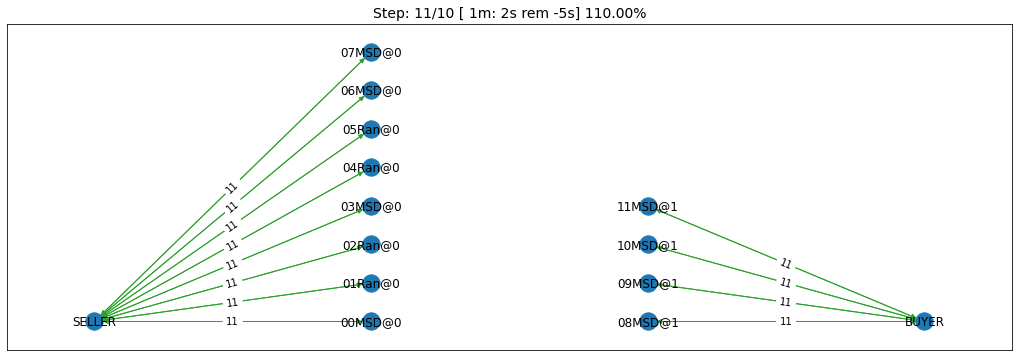 Step: 11/10 [ 1m: 2s rem -5s] 110.00%
07MSD@0
06MSD@0
05Ran@0
04Ran@0
11
11
03MSD@0
11MSD@1
11
11
02Ran@0
10MSD@1
11
11
11
01Ran@0
09MSD@1
11
11
11
SELLER
11
00MSD@0
08MSD@1
11
BUYER